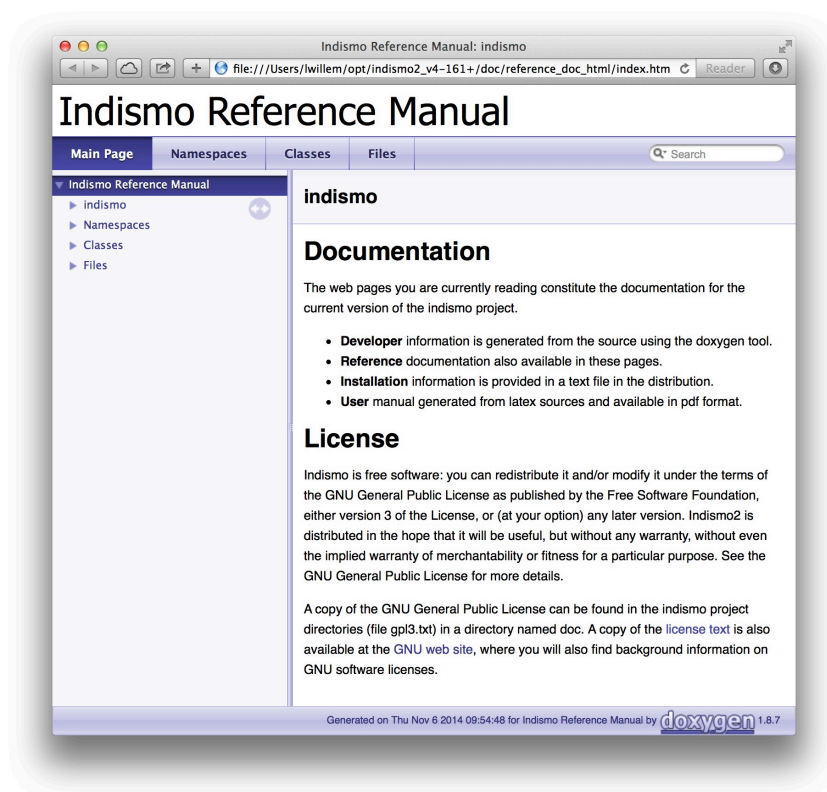 Indismo Reference Manual: indismo
file:///Users/lwillem/opt/indismo2_v4-161+/doc/reference_doc_html/index.htm
Reader
Indismo Reference Manual
Main Page Namespaces Classes Files Search
Indismo Reference Manual
indismo
Namespaces
Classes
Files
indismo
Documentation
The web pages you are currently reading constitute the documentation for the
current version of the indismo project.
• Developer information is generated from the source using the doxygen tool.
• Reference documentation also available in these pages.
• Installation information is provided in a text file in the distribution.
• User manual generated from latex sources and available in pdf format.
License
Indismo is free software: you can redistribute it and/or modify it under the terms of
the GNU General Public License as published by the Free Software Foundation,
either version 3 of the License, or (at your option) any later version. Indismo2 is
distributed in the hope that it will be useful, but without any warranty, without even
the implied warranty of merchantability or fitness for a particular purpose. See the
GNU General Public License for more details.
A copy of the GNU General Public License can be found in the indismo project
directories (file gpl3.txt) in a directory named doc. A copy of the license text is also
available at the GNU web site, where you will also find background information on
GNU software licenses.
Generated on Thu Nov 6 2014 09:54:48 for Indismo Reference Manual by doxygen 1.8.7